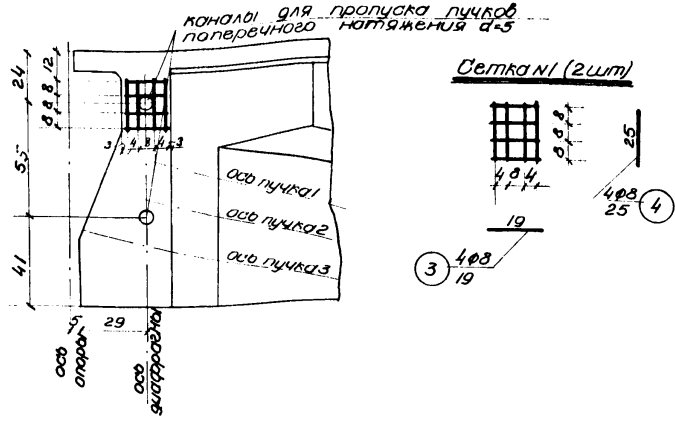 каналы для пропуска пучков
поперечного натяжения d=5
24
12
8
8
8
3 4 8 4 3
55
41
ось пучка 1
ось пучка 2
ось пучка 3
5
29
ось опоры
ось диафрагмы
Сетка N1 (2шт)
8
8
8
4 8 4
25
4ф8
25
4
19
3
4ф8
19